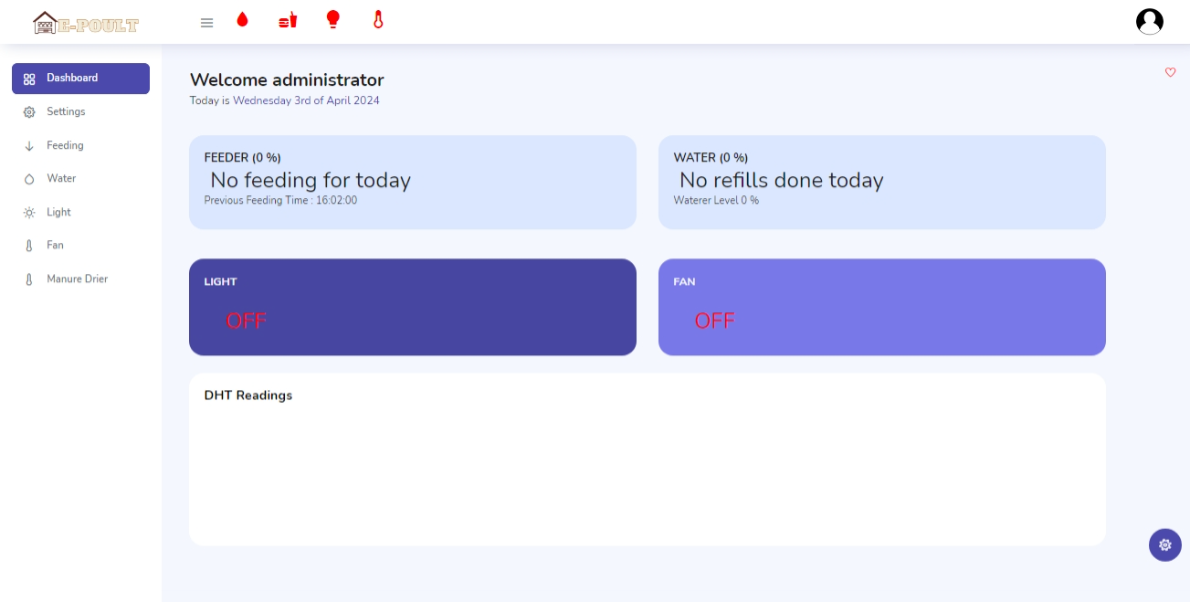 E-POULT
Dashboard
Settings
Feeding
Water
Light
Fan
Manure Drier
Welcome administrator
Today is Wednesday 3rd of April 2024
FEEDER (0 %)
No feeding for today
Previous Feeding Time : 16:02:00
WATER (0 %)
No refills done today
Waterer Level 0 %
LIGHT
OFF
FAN
OFF
DHT Readings